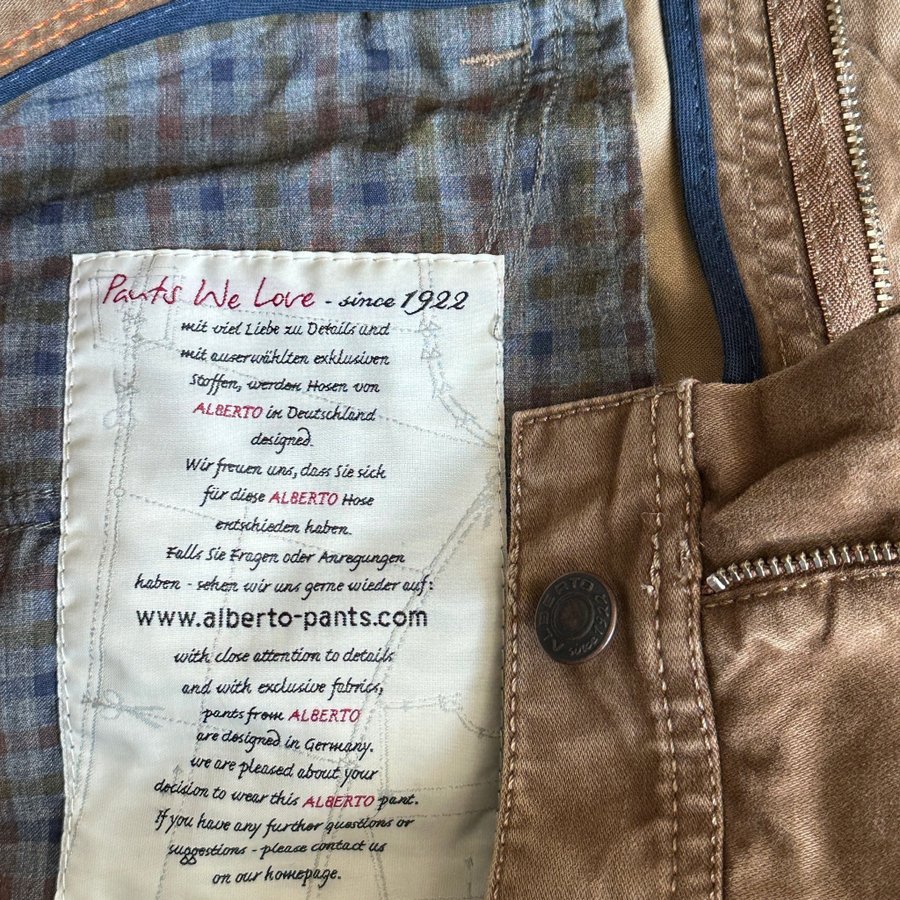 Pants We Love - since 1922
mit viel Liebe zu Details und
mit auserwählten exklusiven
Stoffen, werden Hosen von
ALBERTO in Deutschland
designed.
Wir freuen uns, dass Sie sich
für diese ALBERTO Hose
entschieden haben.
Falls Sie Fragen oder Anregungen
haben - sehen wir uns gerne wieder auf:
www.alberto-pants.com
with close attention to details
and with exclusive fabrics,
pants from ALBERTO
are designed in Germany.
we are pleased about your
decision to wear this ALBERTO pant.
If you have any further questions or
suggestions - please contact us
on our homepage.
ALBERTO
since 1922